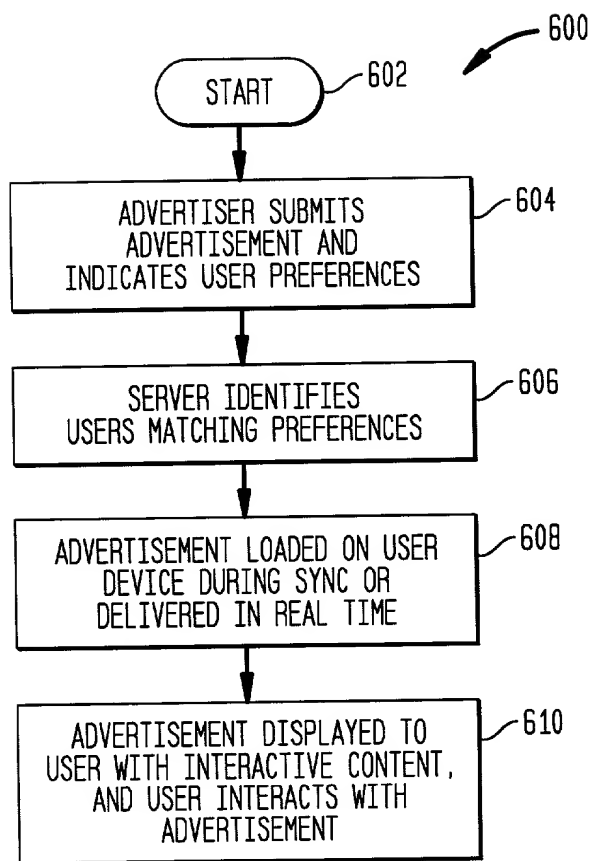 600
START
602
ADVERTISER SUBMITS
ADVERTISEMENT AND
INDICATES USER PREFERENCES
604
SERVER IDENTIFIES
USERS MATCHING PREFERENCES
606
ADVERTISEMENT LOADED ON USER
DEVICE DURING SYNC OR
DELIVERED IN REAL TIME
608
ADVERTISEMENT DISPLAYED TO
USER WITH INTERACTIVE CONTENT,
AND USER INTERACTS WITH
ADVERTISEMENT
610